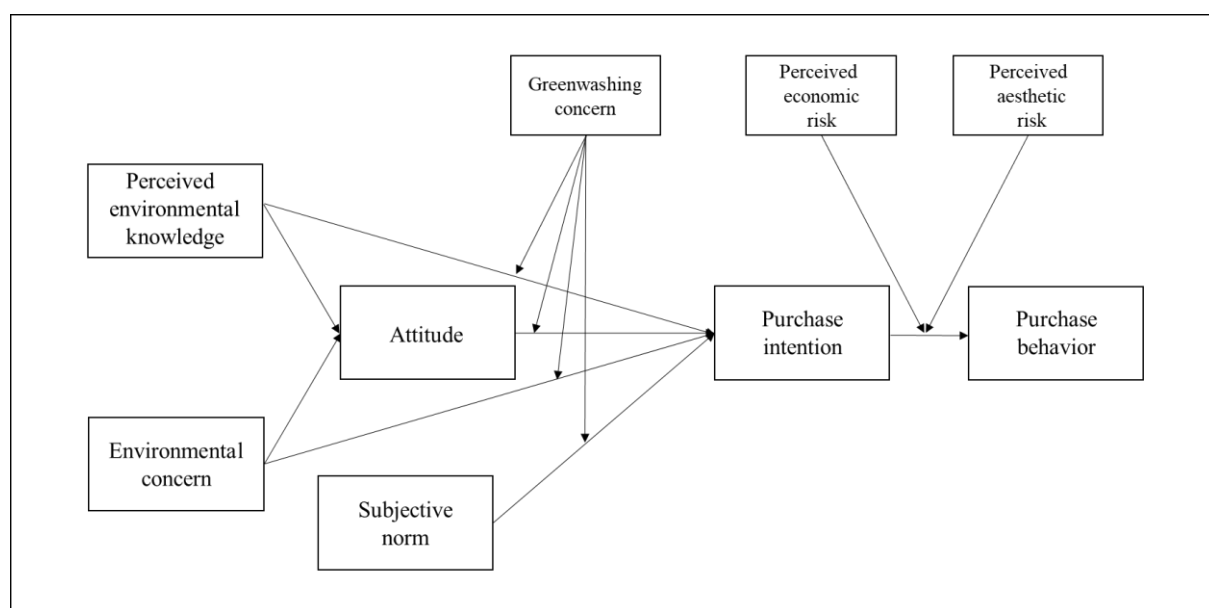 Greenwashing
concern
Perceived
economic
risk
Perceived
aesthetic
risk
Perceived
environmental
knowledge
Attitude
Purchase
intention
Purchase
behavior
Environmental
concern
Subjective
norm